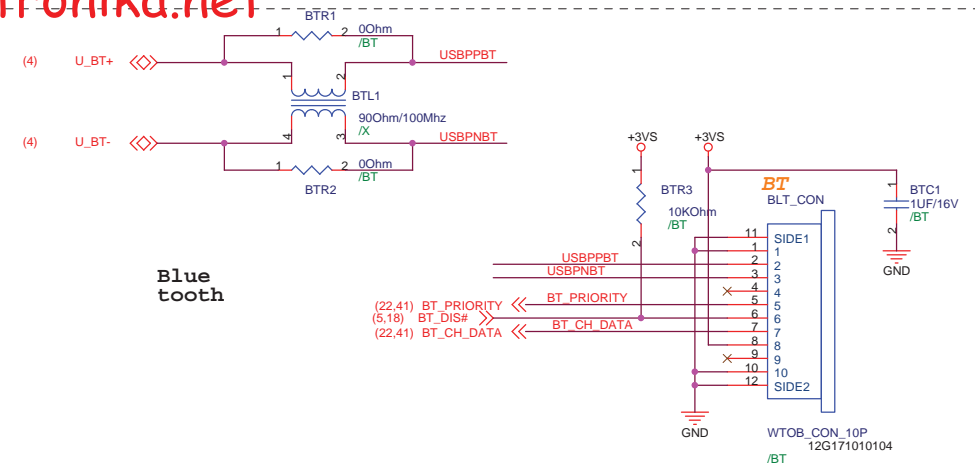 tronika.net
BTR1
1 2 0Ohm
/BT
(4) U_BT+ USBPPBT
1 2
BTL1
90Ohm/100Mhz
/X
4 3
(4) U_BT- USBPNBT
1 2 0Ohm
/BT
BTR2
+3VS +3VS
1
BTR3
10KOhm
/BT
2
BT
BLT_CON
1
BTC1
1UF/16V
/BT
2
GND
Blue
tooth
11 SIDE1
1 1
USBPPBT 2 2
USBPNBT 3 3
4 4
(22,41) BT_PRIORITY BT_PRIORITY 5 5
(5,18) BT_DIS# 6 6
(22,41) BT_CH_DATA BT_CH_DATA 7 7
8 8
9 9
10 10
12 SIDE2
GND
WTOB_CON_10P
12G171010104
/BT